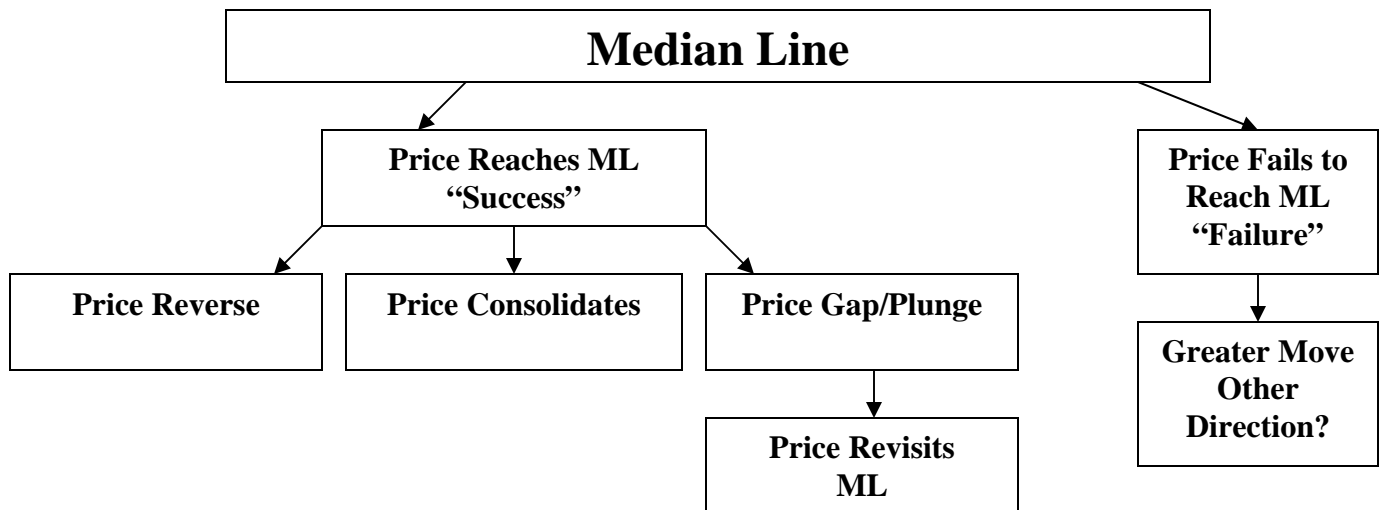 Median Line
Price Reaches ML
“Success”
Price Fails to
Reach ML
“Failure”
Price Reverse
Price Consolidates
Price Gap/Plunge
Greater Move
Other
Direction?
Price Revisits
ML